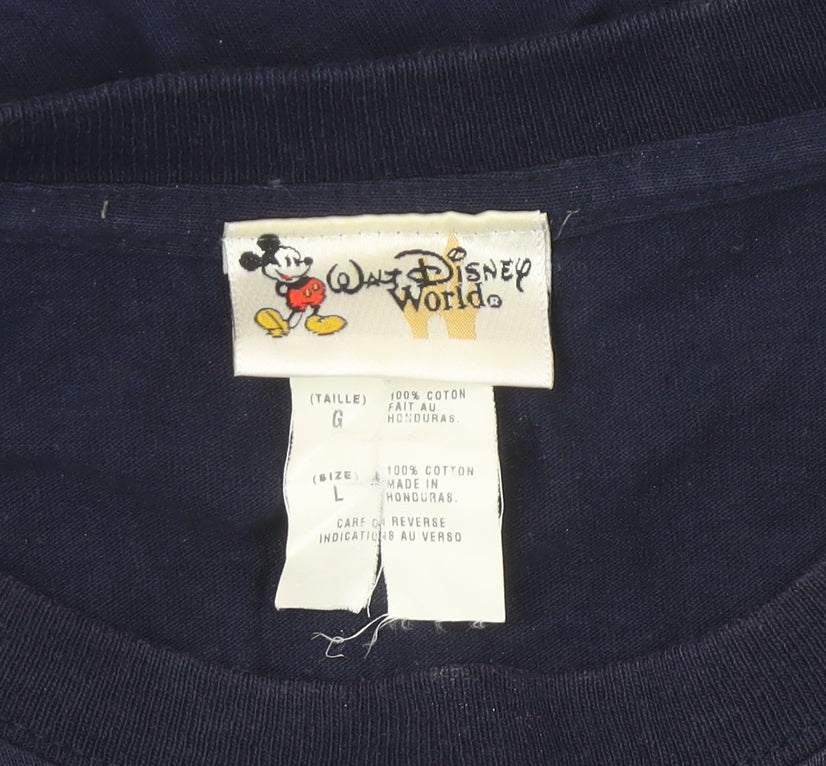 WALT DISNEY
World®
(TAILLE)
G
100% COTON
FAIT AU
HONDURAS.
(SIZE)
L
100% COTTON
MADE IN
HONDURAS.
CARE ON REVERSE
INDICATIONS AU VERSO